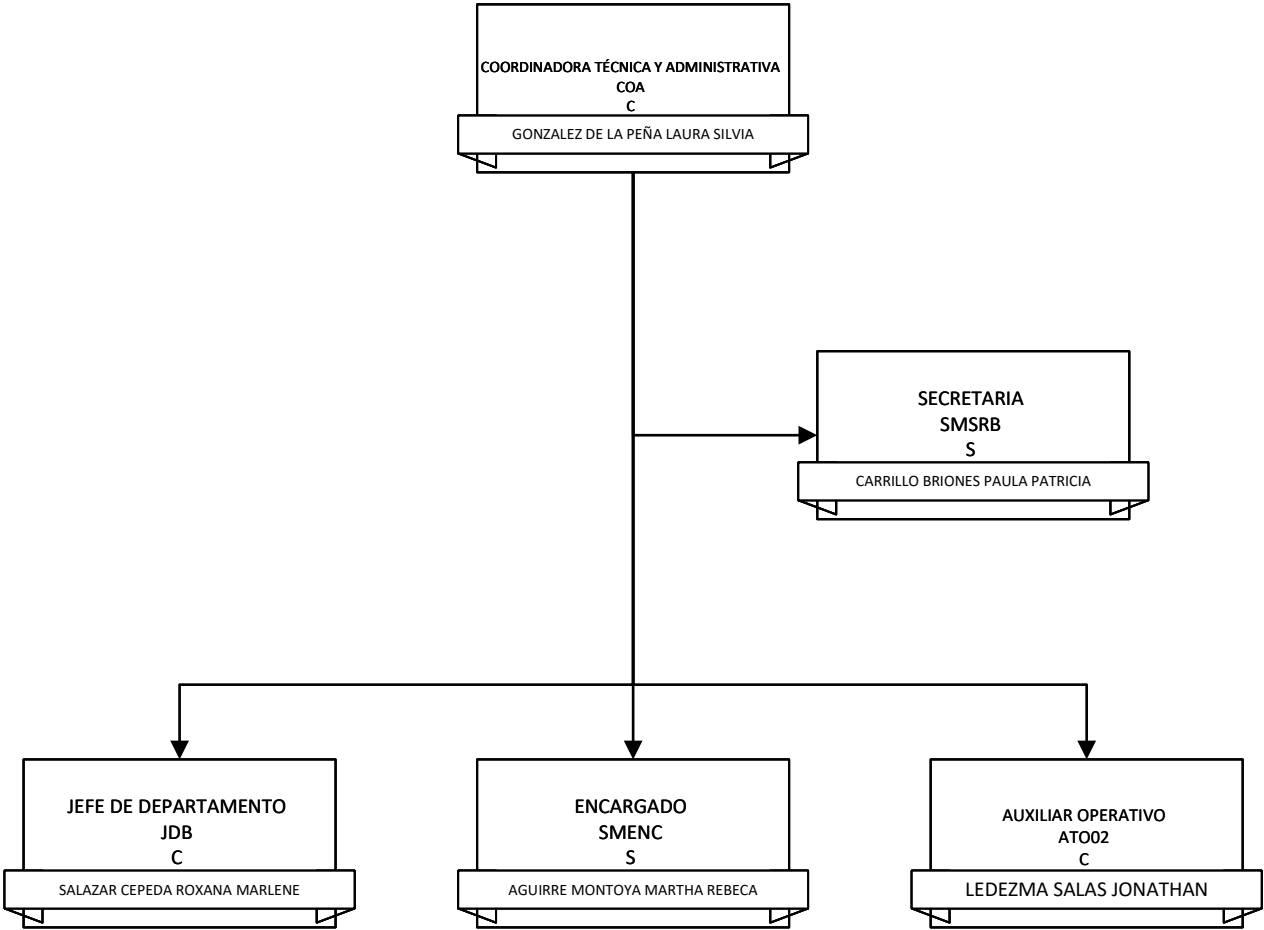 COORDINADORA TÉCNICA Y ADMINISTRATIVA
COA
C
GONZALEZ DE LA PEÑA LAURA SILVIA
SECRETARIA
SMSRB
S
CARRILLO BRIONES PAULA PATRICIA
JEFE DE DEPARTAMENTO
JDB
C
SALAZAR CEPEDA ROXANA MARLENE
ENCARGADO
SMENC
S
AGUIRRE MONTOYA MARTHA REBECA
AUXILIAR OPERATIVO
ATO02
C
LEDEZMA SALAS JONATHAN